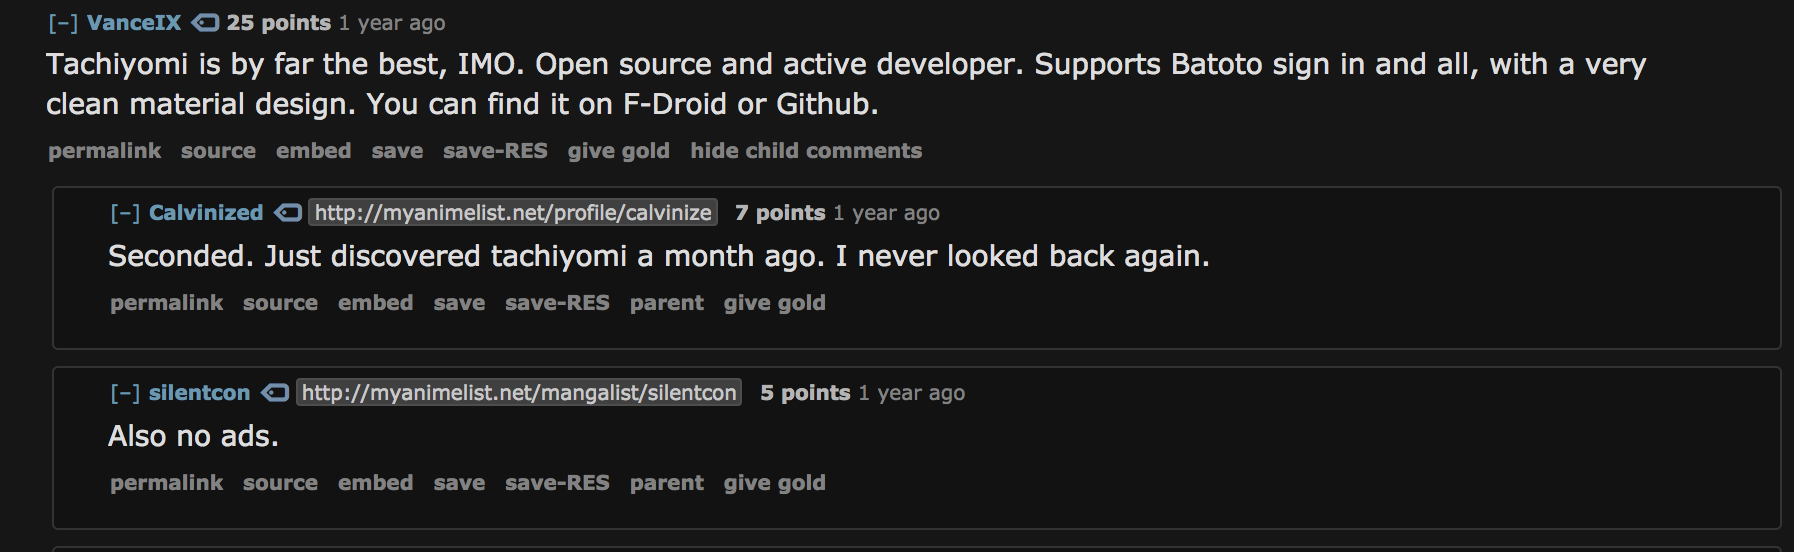 [–] VanceIX 25 points 1 year ago
Tachiyomi is by far the best, IMO. Open source and active developer. Supports Batoto sign in and all, with a very
clean material design. You can find it on F-Droid or Github.
permalink source embed save save-RES give gold hide child comments
[–] Calvinized http://myanimelist.net/profile/calvinize 7 points 1 year ago
Seconded. Just discovered tachiyomi a month ago. I never looked back again.
permalink source embed save save-RES parent give gold
[–] silentcon http://myanimelist.net/mangalist/silentcon 5 points 1 year ago
Also no ads.
permalink source embed save save-RES parent give gold